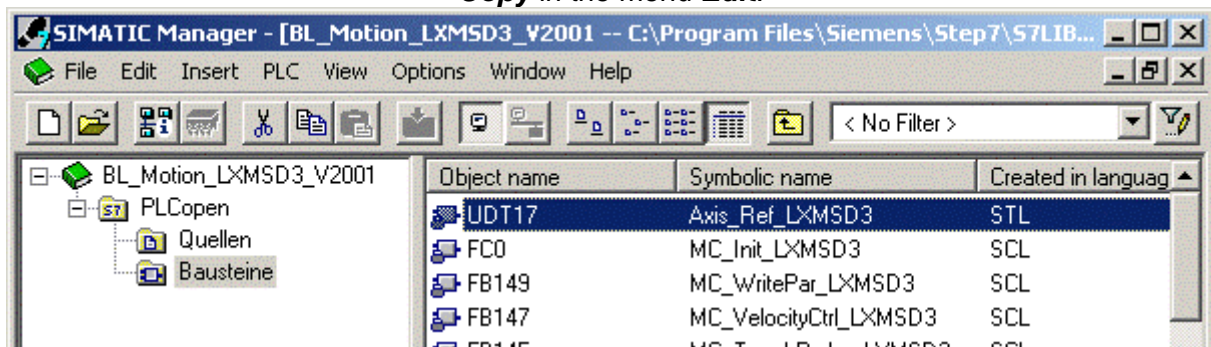 Copy in the menu Edit.
SIMATIC Manager - [BL_Motion_LXMSD3_V2001 -- C:\Program Files\Siemens\Step7\S7LIB...
File Edit Insert PLC View Options Window Help
< No Filter >
BL_Motion_LXMSD3_V2001
PLCopen
Quellen
Bausteine
Object name Symbolic name Created in languag
UDT17 Axis_Ref_LXMSD3 STL
FC0 MC_Init_LXMSD3 SCL
FB149 MC_WritePar_LXMSD3 SCL
FB147 MC_VelocityCtrl_LXMSD3 SCL